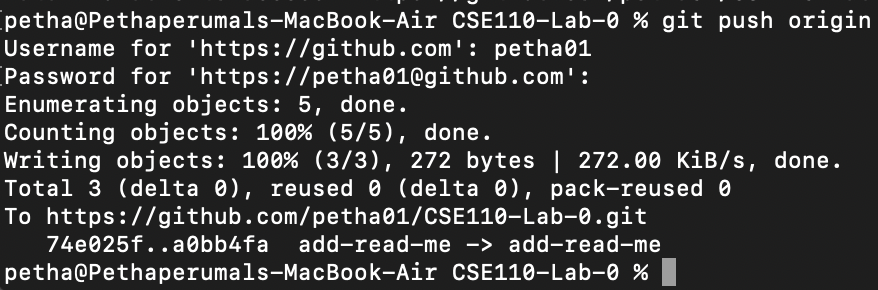 petha@Pethaperumals-MacBook-Air CSE110-Lab-0 % git push origin
Username for 'https://github.com': petha01
Password for 'https://petha01@github.com':
Enumerating objects: 5, done.
Counting objects: 100% (5/5), done.
Writing objects: 100% (3/3), 272 bytes | 272.00 KiB/s, done.
Total 3 (delta 0), reused 0 (delta 0), pack-reused 0
To https://github.com/petha01/CSE110-Lab-0.git
   74e025f..a0bb4fa  add-read-me -> add-read-me
petha@Pethaperumals-MacBook-Air CSE110-Lab-0 %